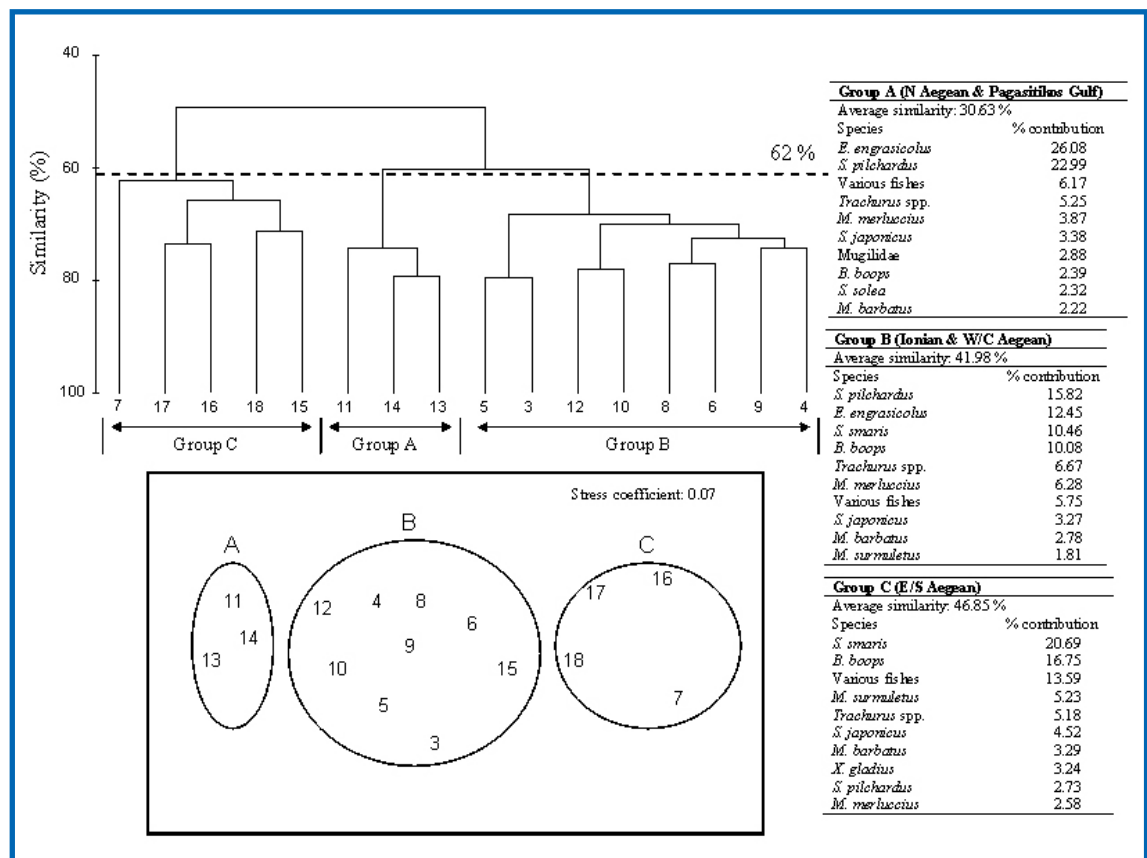 40
60
80
100
Similarity (%)
62 %
7 17 16 18 15 11 14 13 5 3 12 10 8 6 9 4
Group C Group A Group B
Stress coefficient: 0.07
A
B
C
11
14
13
12
4
8
6
9
10
15
5
3
17
16
18
7
Group A (N Aegean & Pagasitikos Gulf)
Average similarity: 30.63 %
Species % contribution
E. engrasicolus 26.08
S. pilchardus 22.99
Various fishes 6.17
Trachurus spp. 5.25
M. merluccius 3.87
S. japonicus 3.38
Mugilidae 2.88
B. boops 2.39
S. solea 2.32
M. barbatus 2.22
Group B (Ionian & W/C Aegean)
Average similarity: 41.98 %
Species % contribution
S. pilchardus 15.82
E. engrasicolus 12.45
S. smaris 10.46
B. boops 10.08
Trachurus spp. 6.67
M. merluccius 6.28
Various fishes 5.75
S. japonicus 3.27
M. barbatus 2.78
M. surmuletus 1.81
Group C (E/S Aegean)
Average similarity: 46.85 %
Species % contribution
S. smaris 20.69
B. boops 16.75
Various fishes 13.59
M. surmuletus 5.23
Trachurus spp. 5.18
S. japonicus 4.52
M. barbatus 3.29
X. gladius 3.24
S. pilchardus 2.73
M. merluccius 2.58